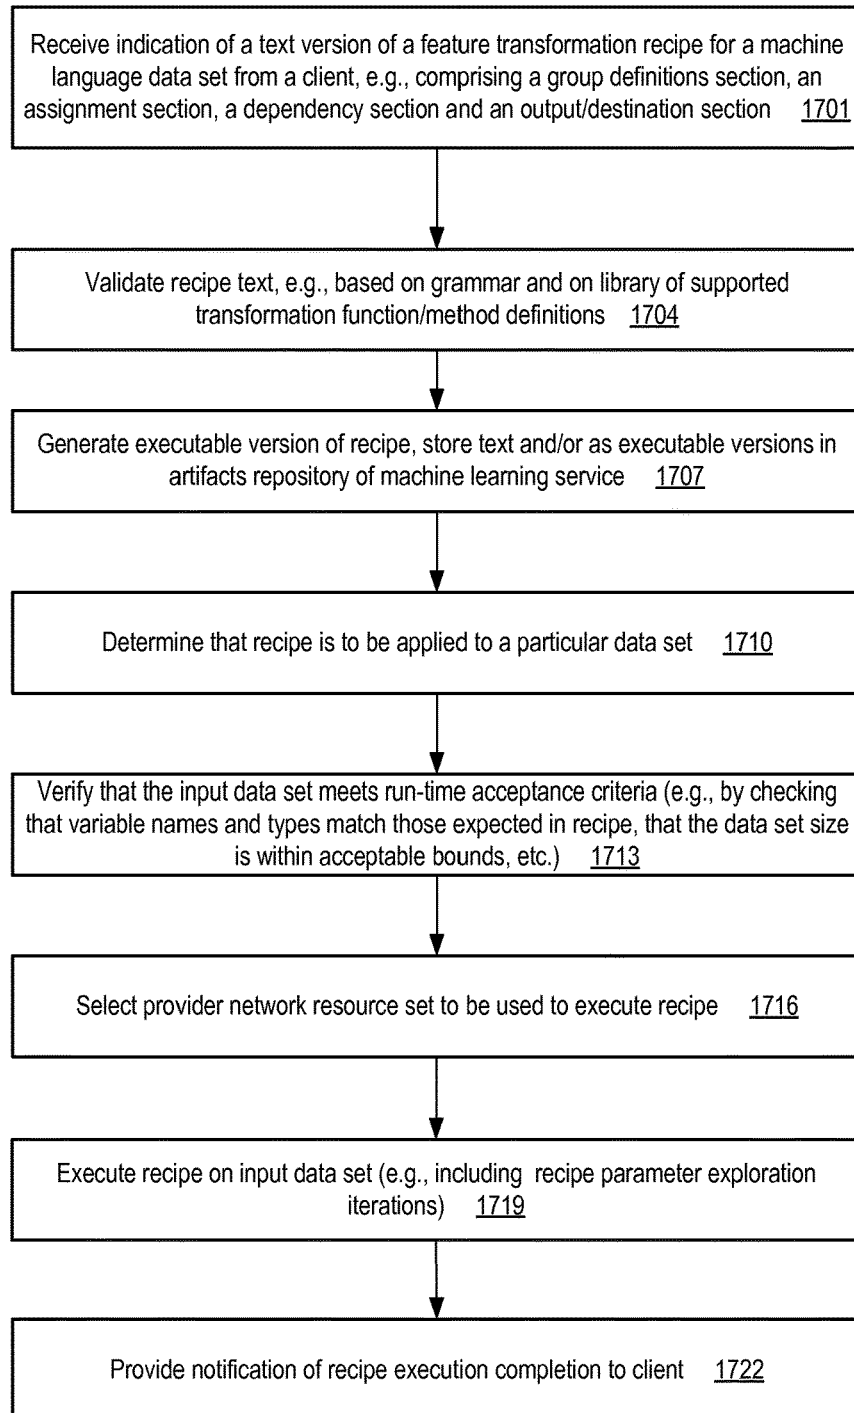 Receive indication of a text version of a feature transformation recipe for a machine
language data set from a client, e.g., comprising a group definitions section, an
assignment section, a dependency section and an output/destination section 1701
Validate recipe text, e.g., based on grammar and on library of supported
transformation function/method definitions 1704
Generate executable version of recipe, store text and/or as executable versions in
artifacts repository of machine learning service 1707
Determine that recipe is to be applied to a particular data set 1710
Verify that the input data set meets run-time acceptance criteria (e.g., by checking
that variable names and types match those expected in recipe, that the data set size
is within acceptable bounds, etc.) 1713
Select provider network resource set to be used to execute recipe 1716
Execute recipe on input data set (e.g., including recipe parameter exploration
iterations) 1719
Provide notification of recipe execution completion to client 1722